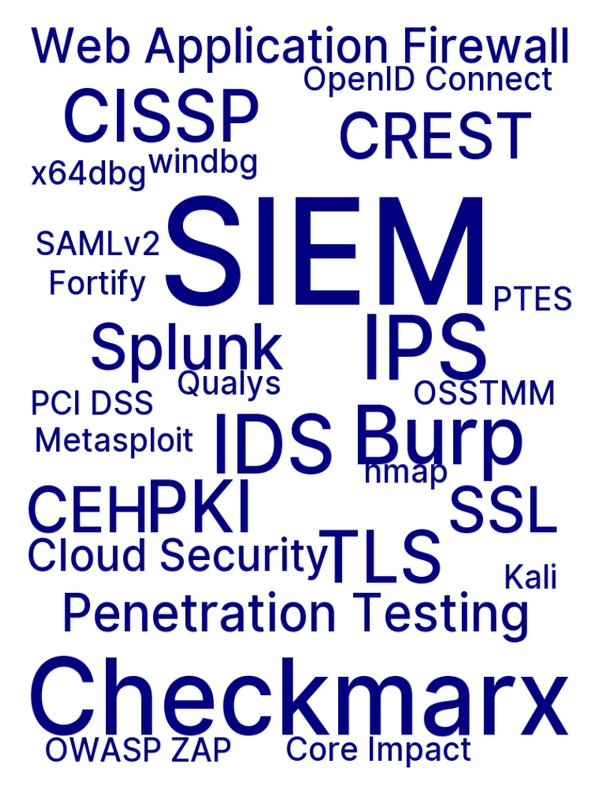 Web Application Firewall
OpenID Connect
CISSP
CREST
x64dbg
windbg
SIEM
SAMLv2
Fortify
PTES
Splunk
IPS
Qualys
OSSTMM
PCI DSS
Metasploit
IDS
Burp
nmap
CEH
PKI
SSL
Cloud Security
TLS
Kali
Penetration Testing
Checkmarx
OWASP ZAP
Core Impact